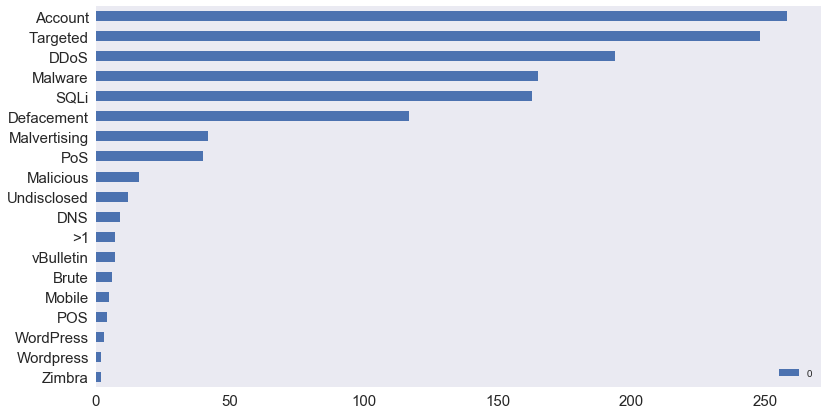 Account
Targeted
DDoS
Malware
SQLi
Defacement
Malvertising
PoS
Malicious
Undisclosed
DNS
>1
vBulletin
Brute
Mobile
POS
WordPress
Wordpress
Zimbra
0
0 50 100 150 200 250